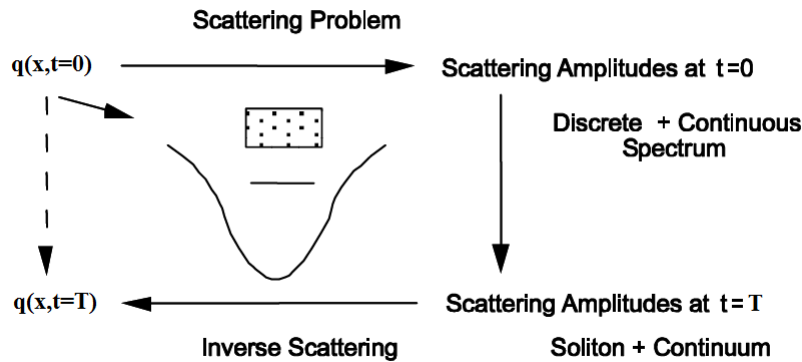 Scattering Problem
q(x,t=0)
Scattering Amplitudes at t=0
Discrete + Continuous
Spectrum
q(x,t=T)
Scattering Amplitudes at t=T
Inverse Scattering
Soliton + Continuum